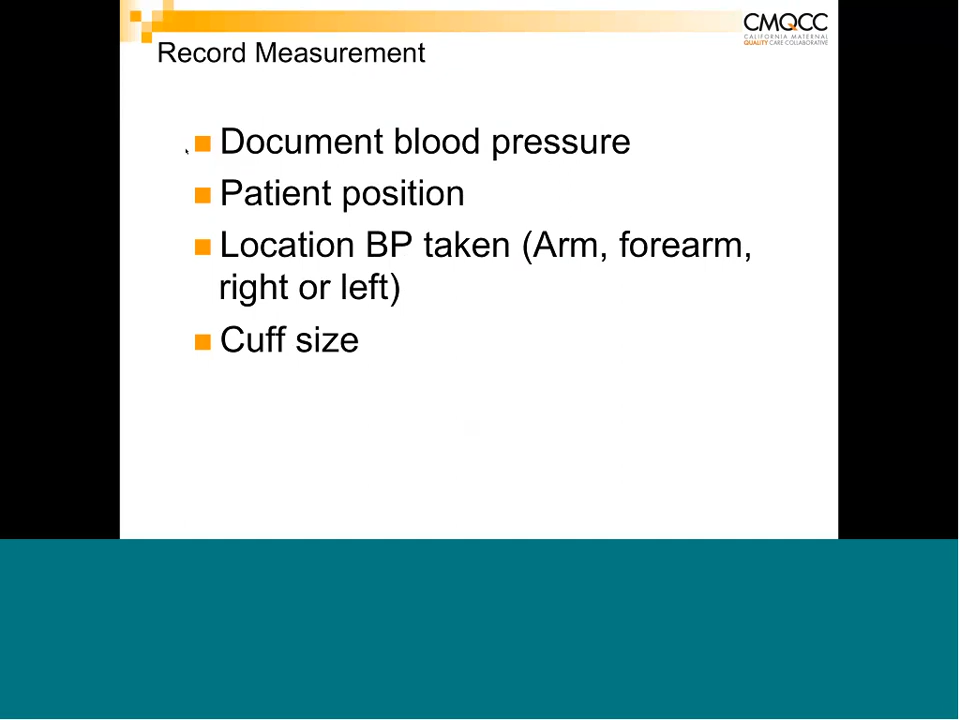 CMQCC
CALIFORNIA MATERNAL
QUALITY CARE COLLABORATIVE
Record Measurement
Document blood pressure
Patient position
Location BP taken (Arm, forearm,
right or left)
Cuff size